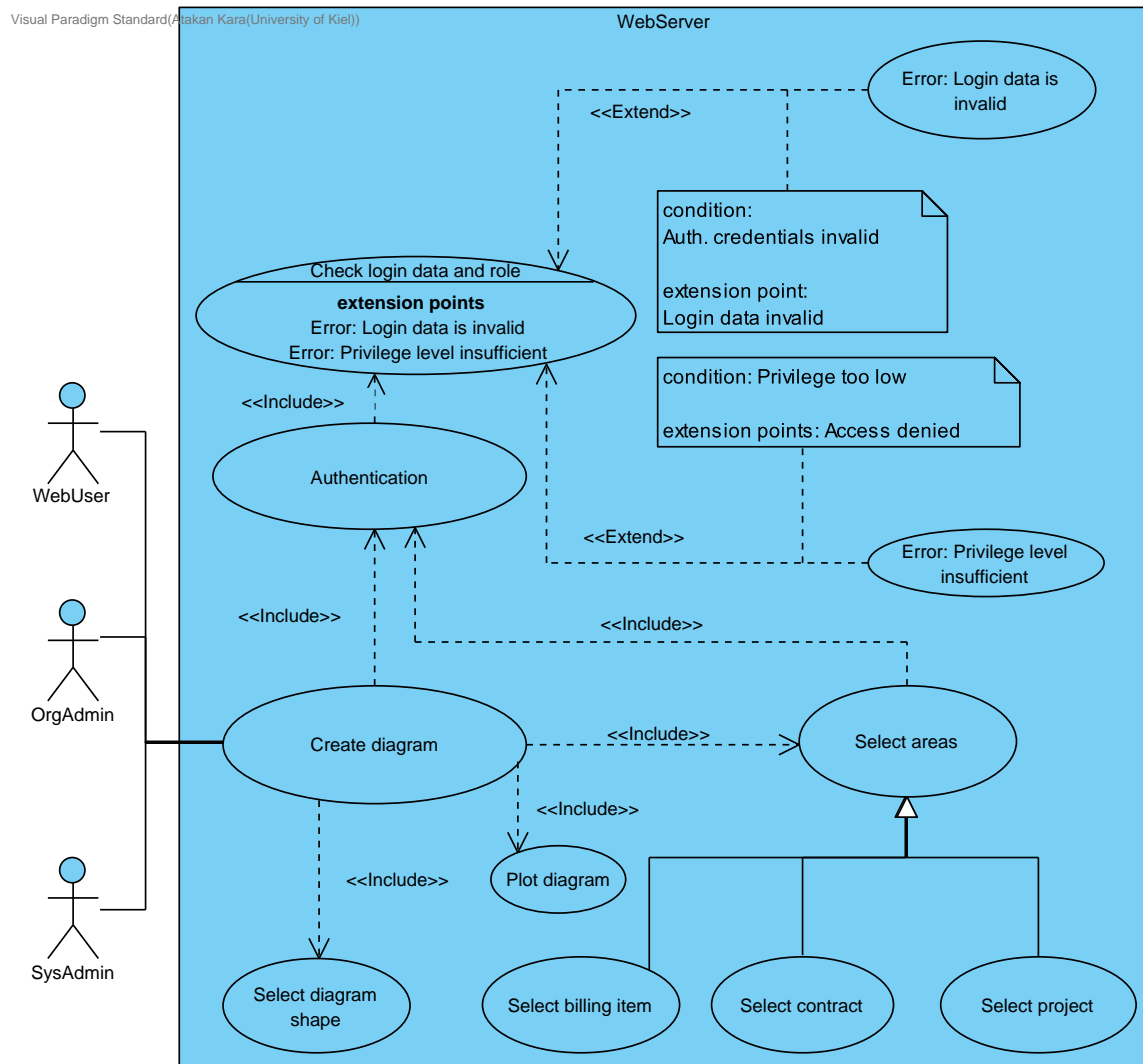 Visual Paradigm Standard(Atakan Kara(University of Kiel))
WebServer
Error: Login data is
invalid
<<Extend>>
condition:
Auth. credentials invalid
extension point:
Login data invalid
Check login data and role
extension points
Error: Login data is invalid
Error: Privilege level insufficient
condition: Privilege too low
extension points: Access denied
<<Include>>
WebUser
Authentication
<<Extend>>
Error: Privilege level
insufficient
<<Include>>
<<Include>>
OrgAdmin
Create diagram
<<Include>>
Select areas
<<Include>>
<<Include>>
Plot diagram
SysAdmin
Select diagram
shape
Select billing item
Select contract
Select project